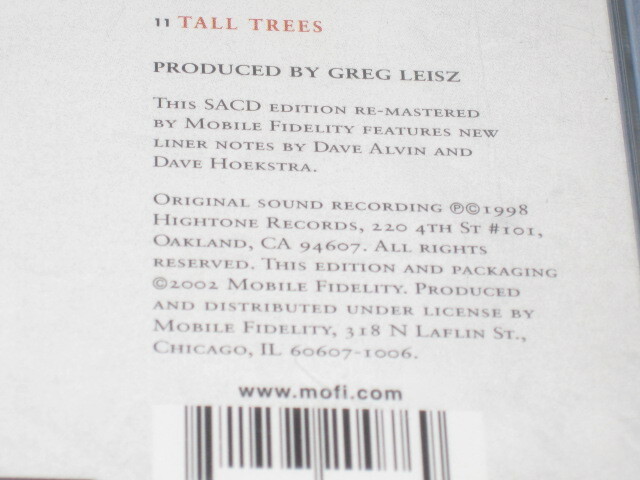 11 TALL TREES
PRODUCED BY GREG LEISZ
THIS SACD EDITION RE-MASTERED
BY MOBILE FIDELITY FEATURES NEW
LINER NOTES BY DAVE ALVIN AND
DAVE HOEKSTRA.
ORIGINAL SOUND RECORDING ℗©1998
HIGHTONE RECORDS, 220 4TH ST #101,
OAKLAND, CA 94607. ALL RIGHTS
RESERVED. THIS EDITION AND PACKAGING
©2002 MOBILE FIDELITY. PRODUCED
AND DISTRIBUTED UNDER LICENSE BY
MOBILE FIDELITY, 318 N LAFLIN ST.,
CHICAGO, IL 60607-1006.
www.mofi.com